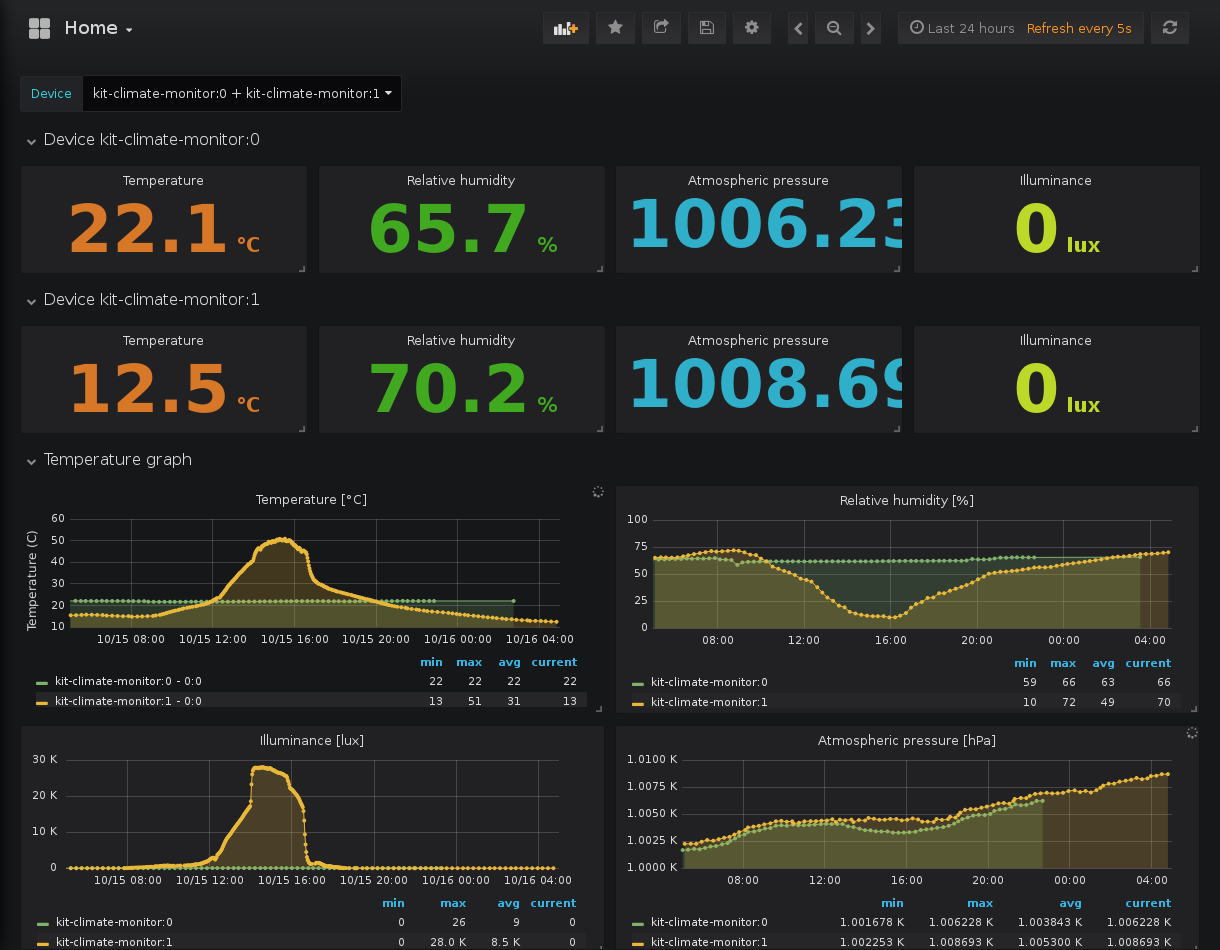 Home
Last 24 hours Refresh every 5s
Device kit-climate-monitor:0 + kit-climate-monitor:1
Device kit-climate-monitor:0
Temperature Relative humidity Atmospheric pressure Illuminance
22.1 °C 65.7 % 1006.23 0 lux
Device kit-climate-monitor:1
Temperature Relative humidity Atmospheric pressure Illuminance
12.5 °C 70.2 % 1008.69 0 lux
Temperature graph
Temperature [°C]
Temperature (C)
60
50
40
30
20
10
10/15 08:00 10/15 12:00 10/15 16:00 10/15 20:00 10/16 00:00 10/16 04:00
min max avg current
kit-climate-monitor:0 - 0:0 22 22 22 22
kit-climate-monitor:1 - 0:0 13 51 31 13
Relative humidity [%]
100
75
50
25
0
08:00 12:00 16:00 20:00 00:00 04:00
min max avg current
kit-climate-monitor:0 59 66 63 66
kit-climate-monitor:1 10 72 49 70
Illuminance [lux]
30 K
20 K
10 K
0
10/15 08:00 10/15 12:00 10/15 16:00 10/15 20:00 10/16 00:00 10/16 04:00
min max avg current
kit-climate-monitor:0 0 26 9 0
kit-climate-monitor:1 0 28.0 K 8.5 K 0
Atmospheric pressure [hPa]
1.0100 K
1.0075 K
1.0050 K
1.0025 K
1.0000 K
08:00 12:00 16:00 20:00 00:00 04:00
min max avg current
kit-climate-monitor:0 1.001678 K 1.006228 K 1.003843 K 1.006228 K
kit-climate-monitor:1 1.002253 K 1.008693 K 1.005300 K 1.008693 K